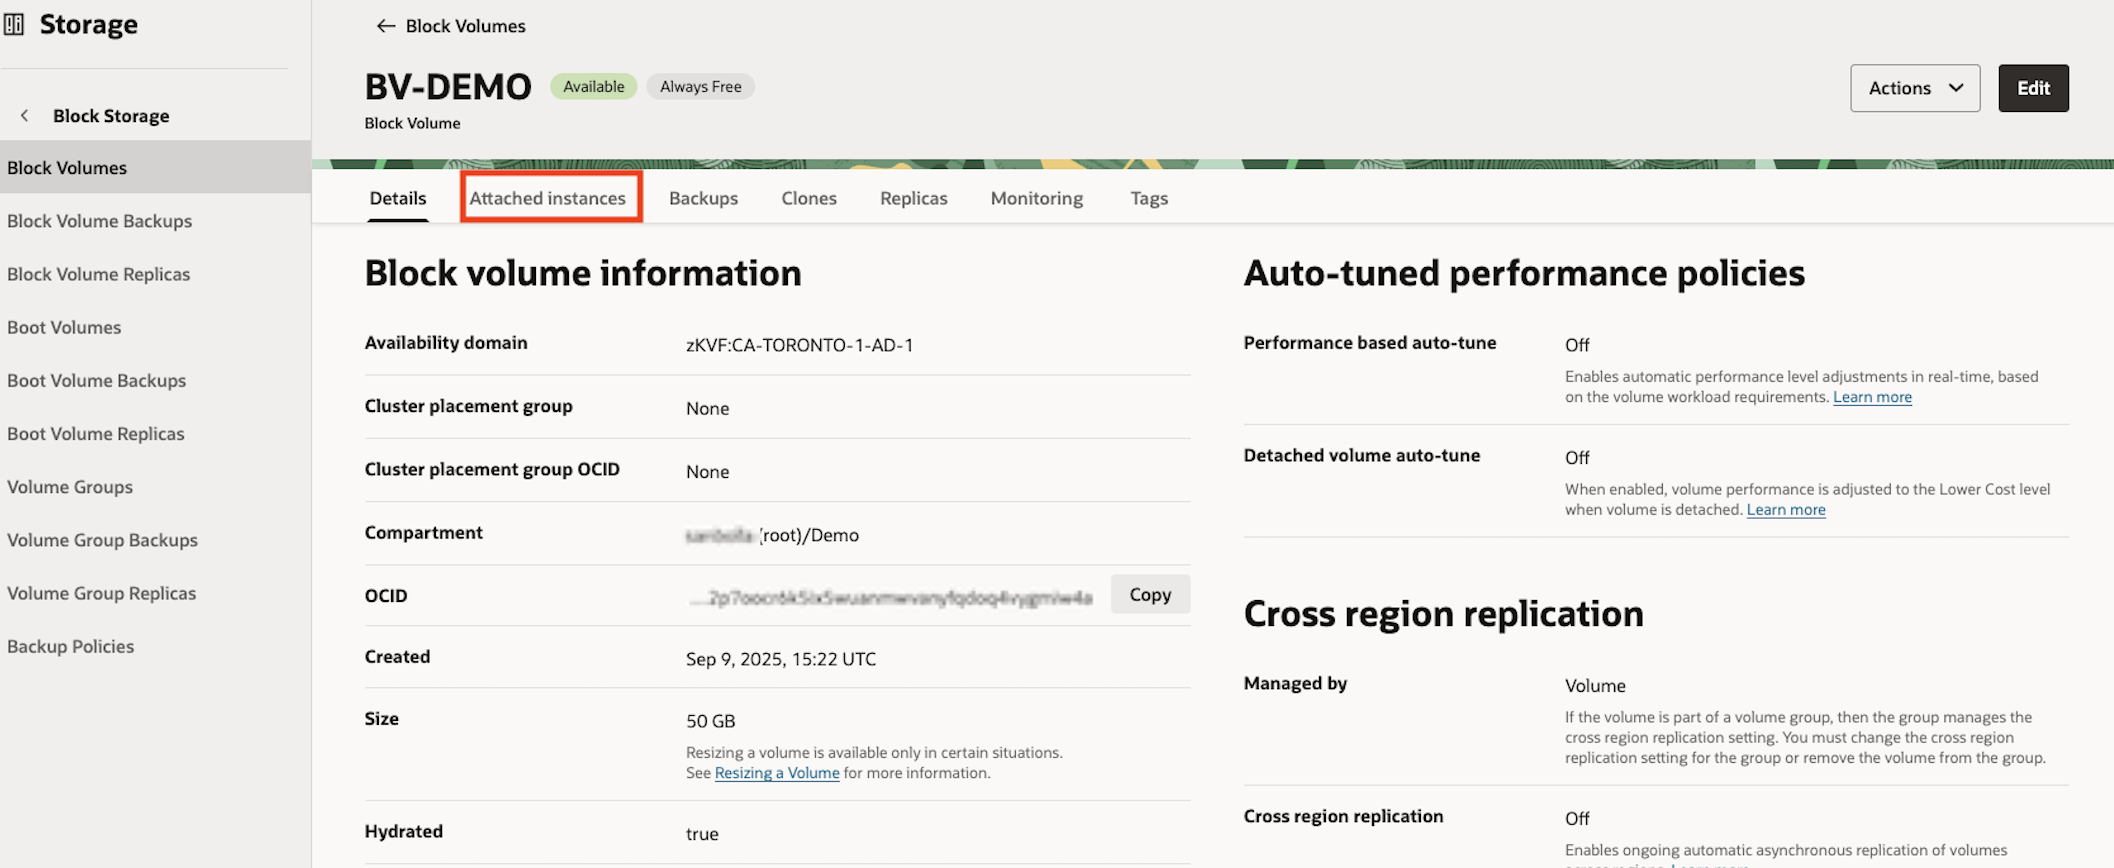 Storage
Block Storage
Block Volumes
Block Volume Backups
Block Volume Replicas
Boot Volumes
Boot Volume Backups
Boot Volume Replicas
Volume Groups
Volume Group Backups
Volume Group Replicas
Backup Policies
Block Volumes
BV-DEMO
Available
Always Free
Block Volume
Actions
Edit
Details
Attached instances
Backups
Clones
Replicas
Monitoring
Tags
Block volume information
Availability domain
zKVF:CA-TORONTO-1-AD-1
Cluster placement group
None
Cluster placement group OCID
None
Compartment
(root)/Demo
OCID
Copy
Created
Sep 9, 2025, 15:22 UTC
Size
50 GB
Resizing a volume is available only in certain situations.
See Resizing a Volume for more information.
Hydrated
true
Auto-tuned performance policies
Performance based auto-tune
Off
Enables automatic performance level adjustments in real-time, based
on the volume workload requirements. Learn more
Detached volume auto-tune
Off
When enabled, volume performance is adjusted to the Lower Cost level
when volume is detached. Learn more
Cross region replication
Managed by
Volume
If the volume is part of a volume group, then the group manages the
cross region replication setting. You must change the cross region
replication setting for the group or remove the volume from the group.
Cross region replication
Off
Enables ongoing automatic asynchronous replication of volumes